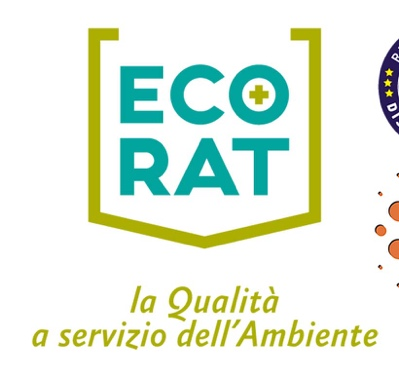 ECO
RAT
la Qualità
a servizio dell'Ambiente